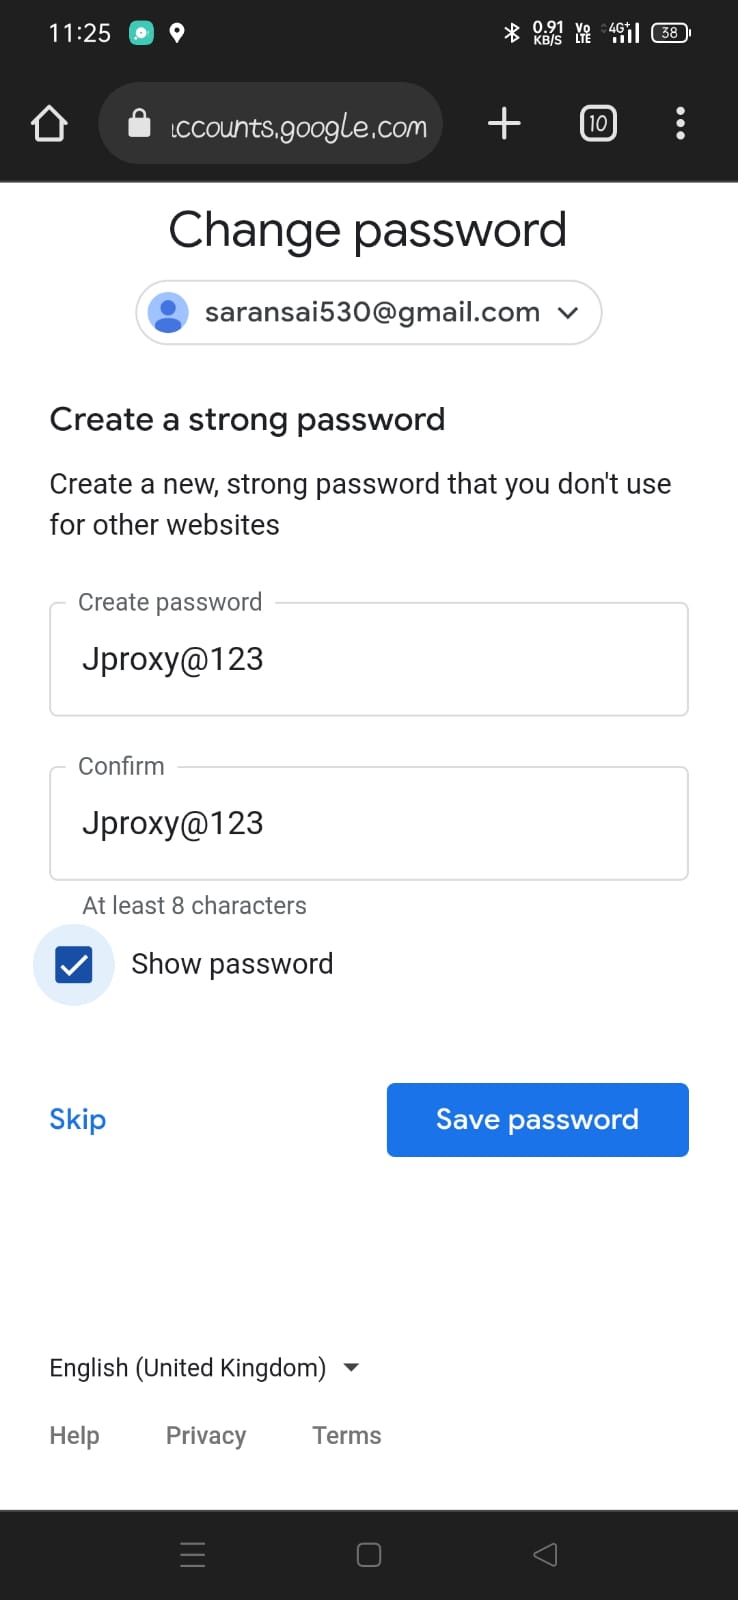 11:25 0.91 KB/S Vo LTE 4G+ 38
ccounts.google.com 10
Change password
saransai530@gmail.com
Create a strong password
Create a new, strong password that you don't use
for other websites
Create password
Jproxy@123
Confirm
Jproxy@123
At least 8 characters
Show password
Skip Save password
English (United Kingdom)
Help Privacy Terms